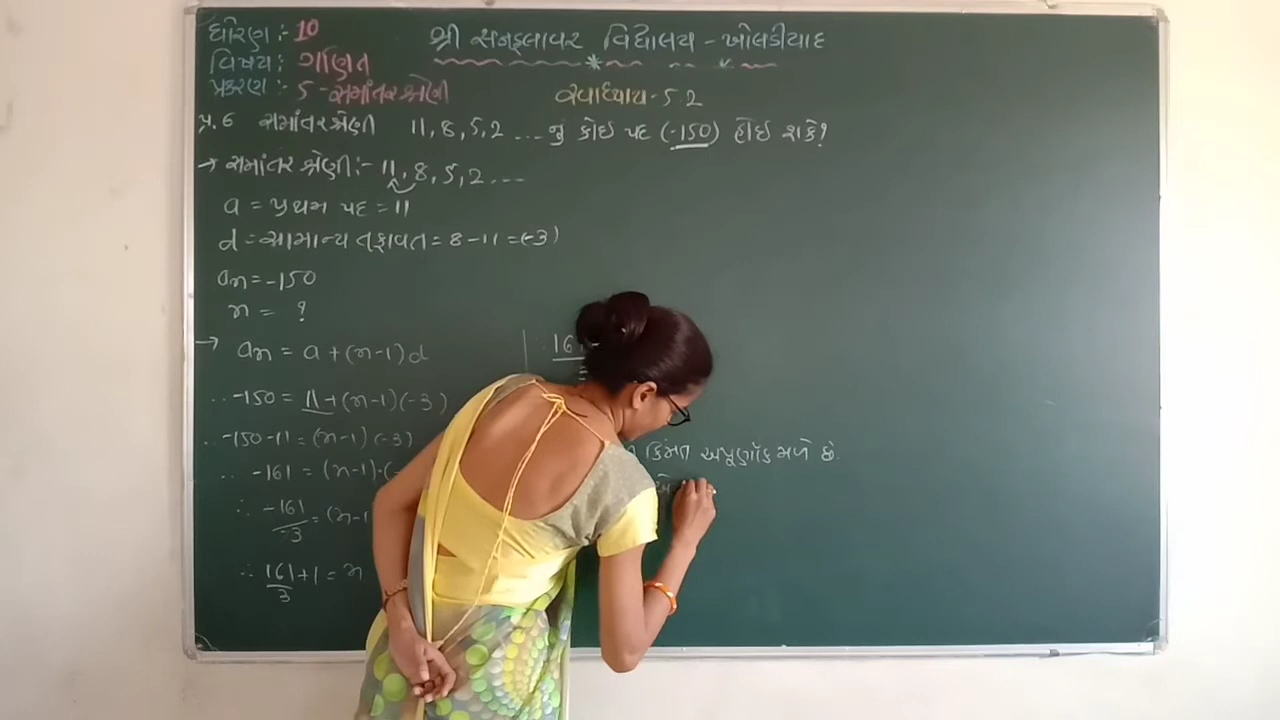 ધોરણ :- 10
શ્રી સનફ્લાવર વિદ્યાલય - ખોલડીયાદ
વિષય : ગણિત
પ્રકરણ :- 5 - સમાંતર શ્રેણી
સ્વાધ્યાય - 5.2
પ્ર. 6 સમાંતર શ્રેણી 11, 8, 5, 2 ... નું કોઈ પદ (-150) હોઈ શકે?
→ સમાંતર શ્રેણી :- 11, 8, 5, 2 ...
a = પ્રથમ પદ = 11
d = સામાન્ય તફાવત = 8 - 11 = (-3)
an = -150
n = ?
→ an = a + (n-1) d
∴ -150 = 11 + (n-1) (-3)
∴ -150 - 11 = (n-1) (-3)
∴ -161 = (n-1) . (-
∴ -161/-3 = (n-1
∴ 161/3 + 1 = n
161
કિંમત અપૂર્ણાંક મળે છે.